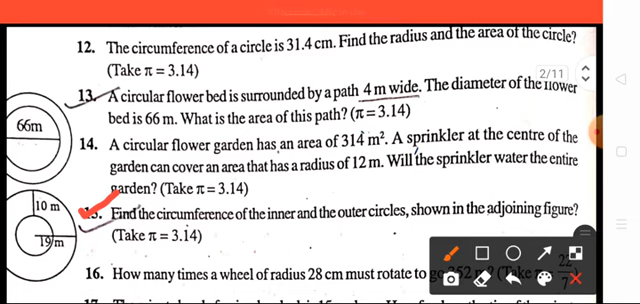 12. The circumference of a circle is 31.4 cm. Find the radius and the area of the circle?
(Take π = 3.14)
2/11
13. A circular flower bed is surrounded by a path 4 m wide. The diameter of the flower
bed is 66 m. What is the area of this path? (π = 3.14)
66m
14. A circular flower garden has an area of 314 m². A sprinkler at the centre of the
garden can cover an area that has a radius of 12 m. Will the sprinkler water the entire
garden? (Take π = 3.14)
10 m
15. Find the circumference of the inner and the outer circles, shown in the adjoining figure?
19 m
(Take π = 3.14)
16. How many times a wheel of radius 28 cm must rotate to go 352 m? (Take
22
7
17.